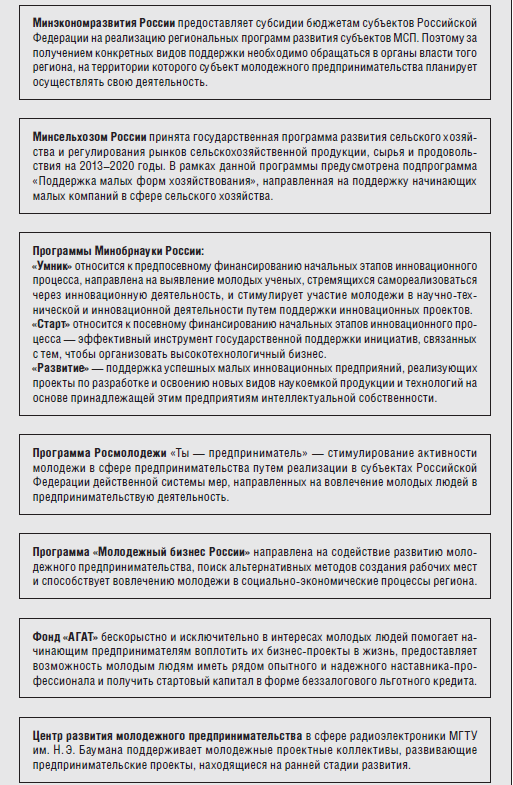 Минэкономразвития России предоставляет субсидии бюджетам субъектов Российской
Федерации на реализацию региональных программ развития субъектов МСП. Поэтому за
получением конкретных видов поддержки необходимо обращаться в органы власти того
региона, на территории которого субъект молодежного предпринимательства планирует
осуществлять свою деятельность.
Минсельхозом России принята государственная программа развития сельского хозяй-
ства и регулирования рынков сельскохозяйственной продукции, сырья и продоволь-
ствия на 2013–2020 годы. В рамках данной программы предусмотрена подпрограмма
«Поддержка малых форм хозяйствования», направленная на поддержку начинающих
малых компаний в сфере сельского хозяйства.
Программы Минобрнауки России:
«Умник» относится к предпосевному финансированию начальных этапов инновационного
процесса, направлена на выявление молодых ученых, стремящихся самореализоваться
через инновационную деятельность, и стимулирует участие молодежи в научно-тех-
нической и инновационной деятельности путем поддержки инновационных проектов.
«Старт» относится к посевному финансированию начальных этапов инновационного про-
цесса — эффективный инструмент государственной поддержки инициатив, связанных
с тем, чтобы организовать высокотехнологичный бизнес.
«Развитие» — поддержка успешных малых инновационных предприятий, реализующих
проекты по разработке и освоению новых видов наукоемкой продукции и технологий на
основе принадлежащей этим предприятиям интеллектуальной собственности.
Программа Росмолодежи «Ты — предприниматель» — стимулирование активности
молодежи в сфере предпринимательства путем реализации в субъектах Российской
Федерации действенной системы мер, направленных на вовлечение молодых людей в
предпринимательскую деятельность.
Программа «Молодежный бизнес России» направлена на содействие развитию моло-
дежного предпринимательства, поиск альтернативных методов создания рабочих мест
и способствует вовлечению молодежи в социально-экономические процессы региона.
Фонд «АГАТ» бескорыстно и исключительно в интересах молодых людей помогает на-
чинающим предпринимателям воплотить их бизнес-проекты в жизнь, предоставляет
возможность молодым людям иметь рядом опытного и надежного наставника-про-
фессионала и получить стартовый капитал в форме беззалогового льготного кредита.
Центр развития молодежного предпринимательства в сфере радиоэлектроники МГТУ
им. Н. Э. Баумана поддерживает молодежные проектные коллективы, развивающие
предпринимательские проекты, находящиеся на ранней стадии развития.